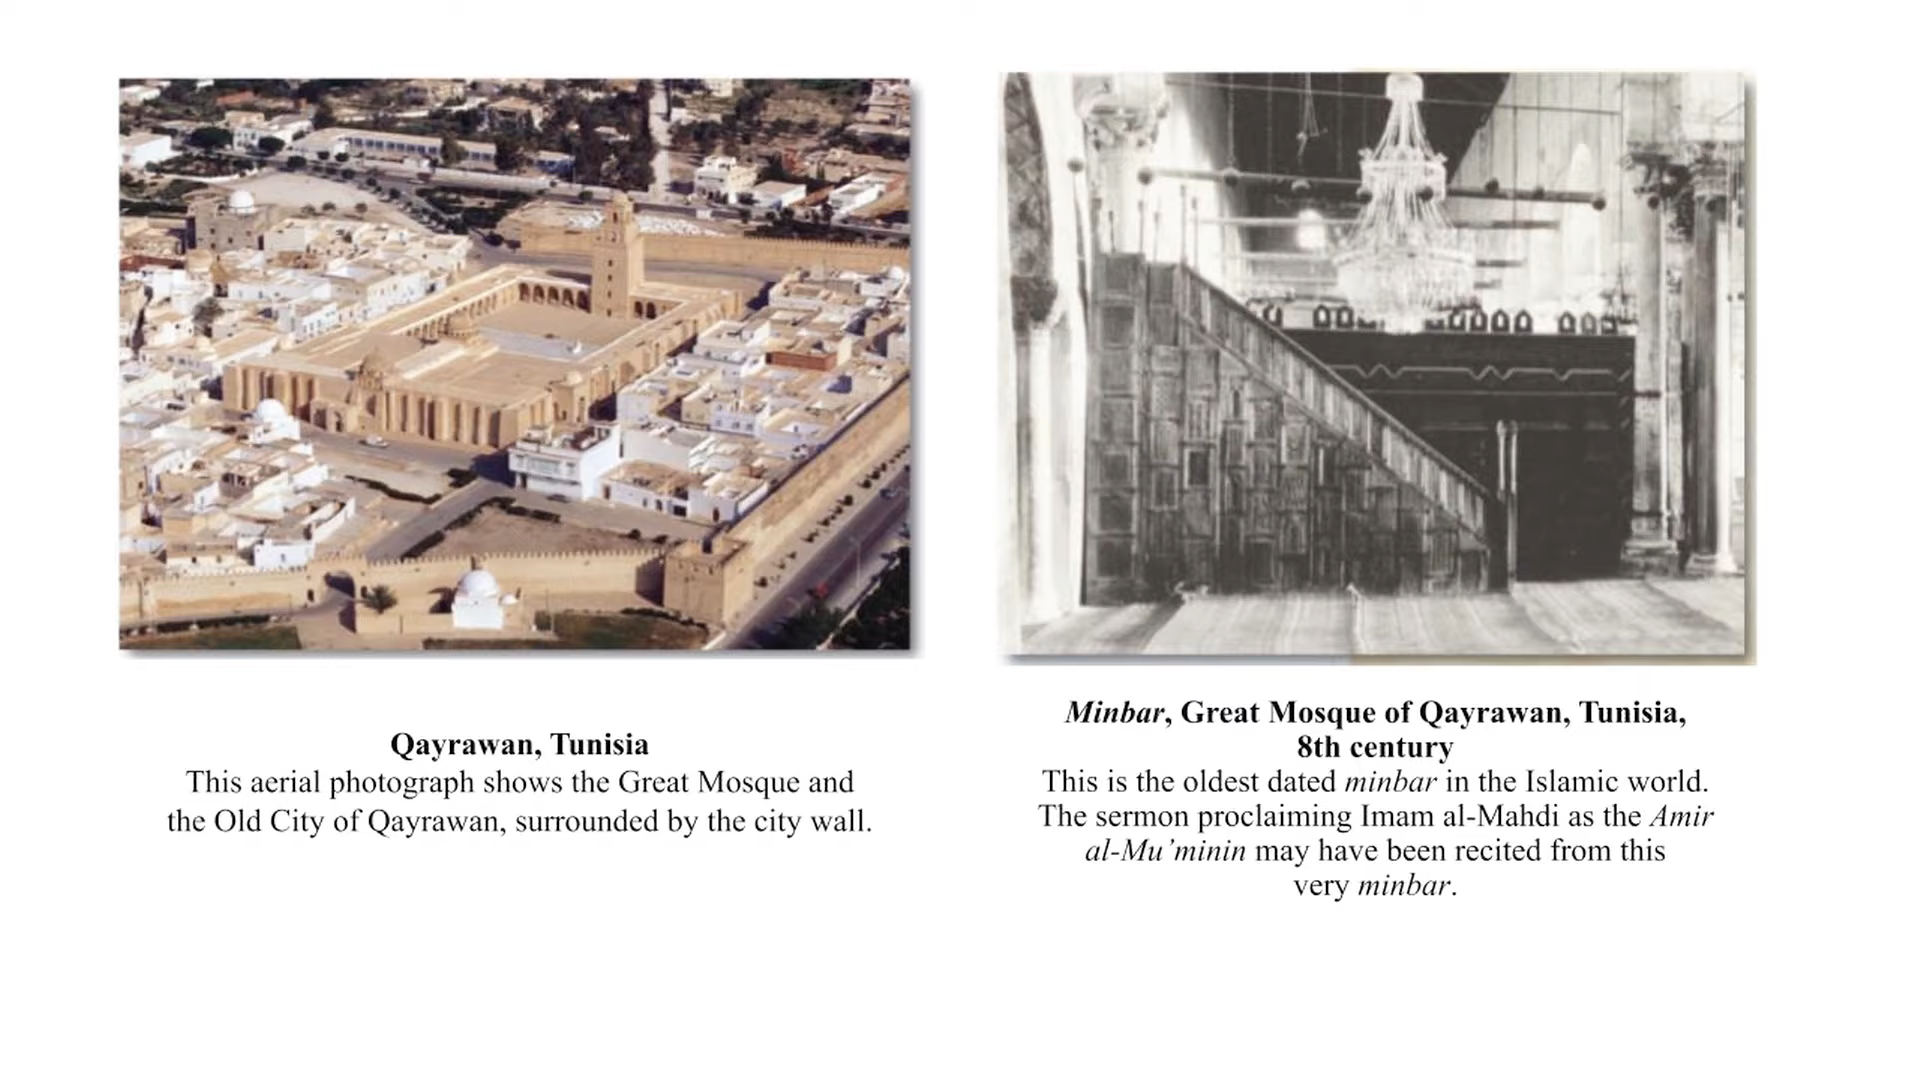 Qayrawan, Tunisia
This aerial photograph shows the Great Mosque and
the Old City of Qayrawan, surrounded by the city wall.
Minbar, Great Mosque of Qayrawan, Tunisia,
8th century
This is the oldest dated minbar in the Islamic world.
The sermon proclaiming Imam al-Mahdi as the Amir
al-Mu’minin may have been recited from this
very minbar.